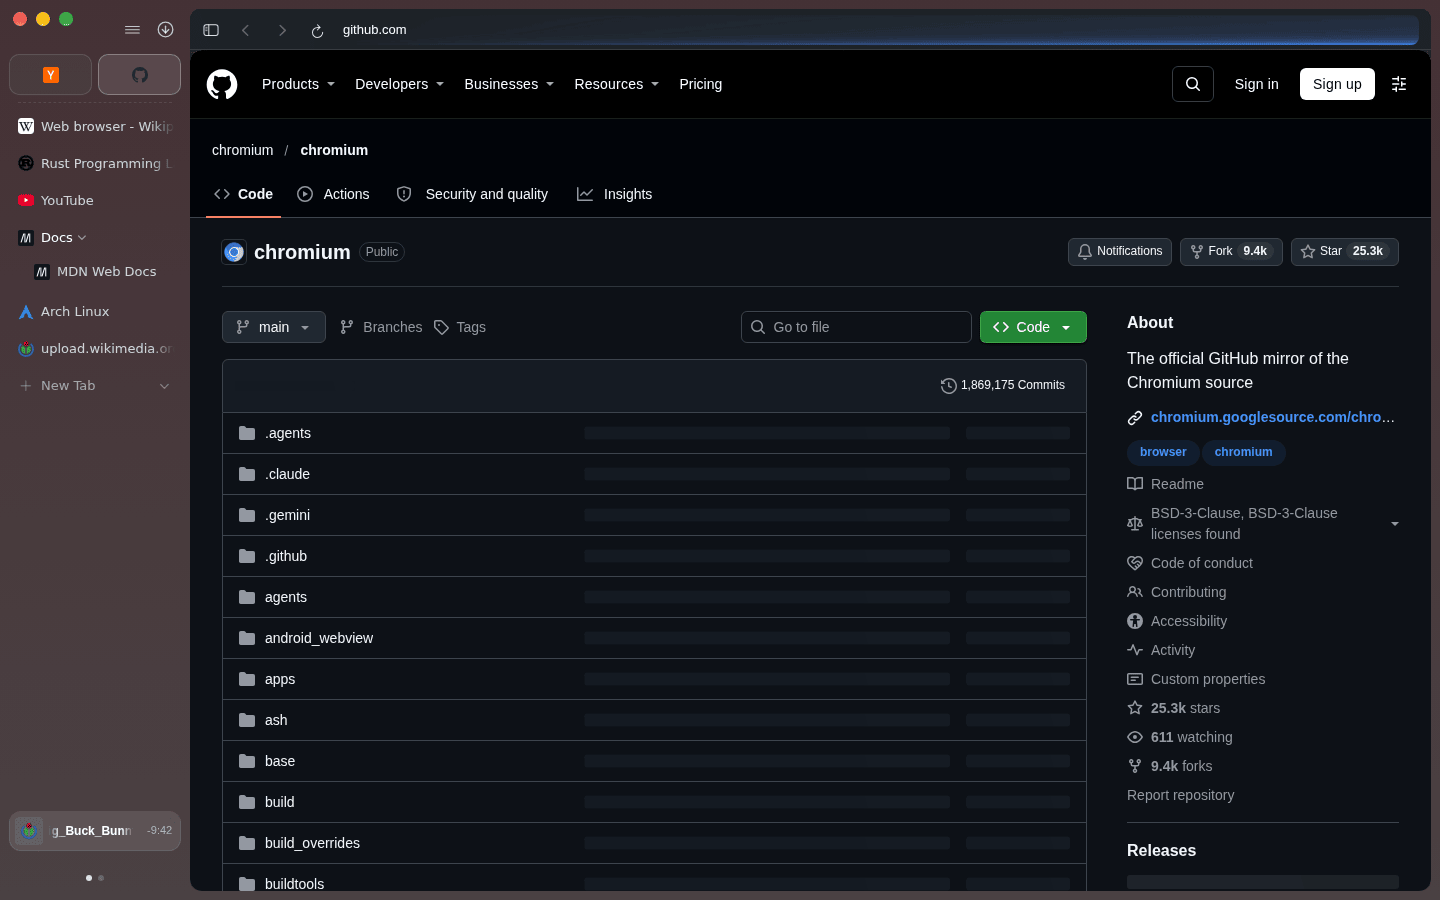 github.com
Web browser - Wikip
Rust Programming L
YouTube
Docs
MDN Web Docs
Arch Linux
upload.wikimedia.or
New Tab
g_Buck_Bunn
-9:42
Products
Developers
Businesses
Resources
Pricing
Sign in
Sign up
chromium / chromium
Code
Actions
Security and quality
Insights
chromium
Public
Notifications
Fork 9.4k
Star 25.3k
main
Branches
Tags
Go to file
Code
1,869,175 Commits
.agents
.claude
.gemini
.github
agents
android_webview
apps
ash
base
build
build_overrides
buildtools
About
The official GitHub mirror of the
Chromium source
chromium.googlesource.com/chro…
browser
chromium
Readme
BSD-3-Clause, BSD-3-Clause
licenses found
Code of conduct
Contributing
Accessibility
Activity
Custom properties
25.3k stars
611 watching
9.4k forks
Report repository
Releases